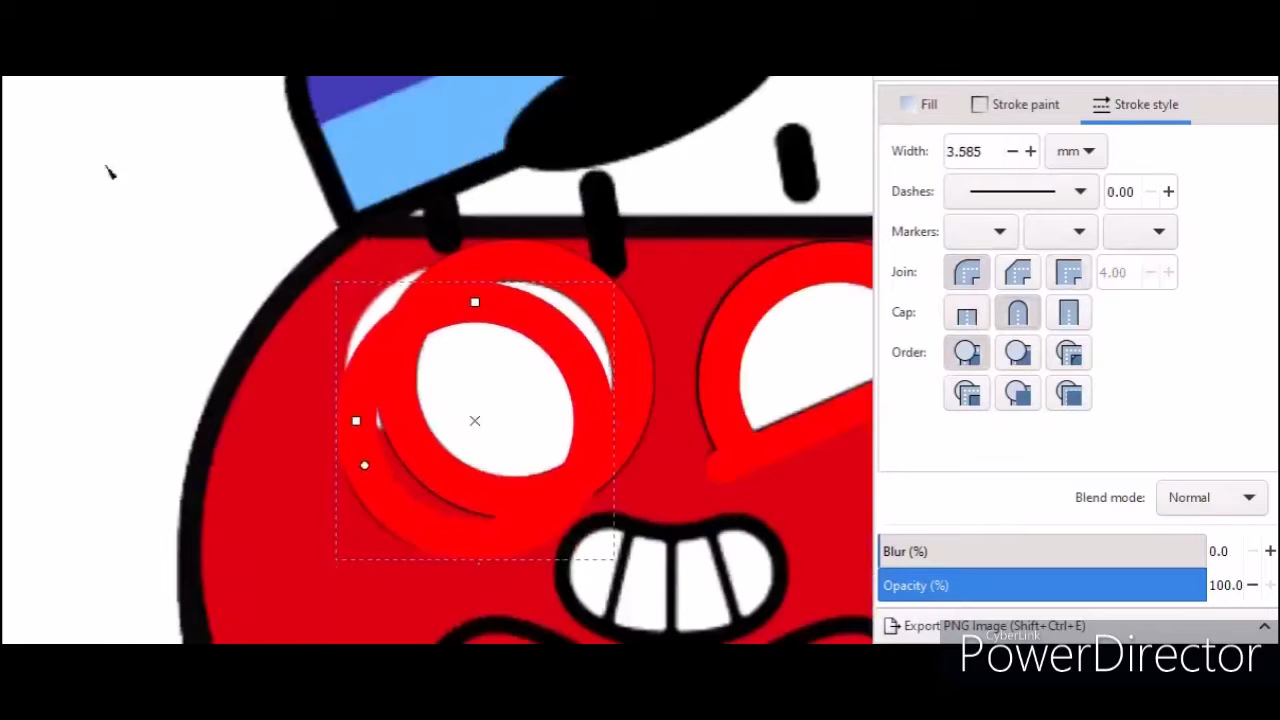 Fill Stroke paint Stroke style
Width: 3.585 mm
Dashes: 0.00
Markers:
Join: 4.00
Cap:
Order:
Blend mode: Normal
Blur (%) 0.0
Opacity (%) 100.0
Export PNG Image (Shift+Ctrl+E)
CyberLink
PowerDirector